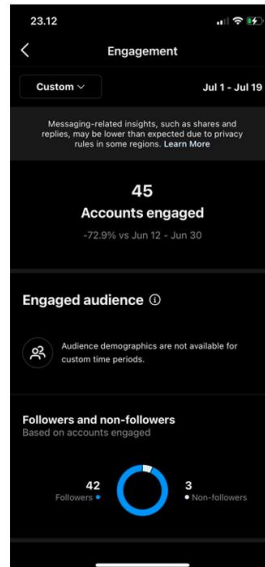 23.12
Engagement
Custom
Jul 1 - Jul 19
Messaging-related insights, such as shares and
replies, may be lower than expected due to privacy
rules in some regions. Learn More
45
Accounts engaged
-72.9% vs Jun 12 - Jun 30
Engaged audience
Audience demographics are not available for
custom time periods.
Followers and non-followers
Based on accounts engaged
42
Followers
3
Non-followers